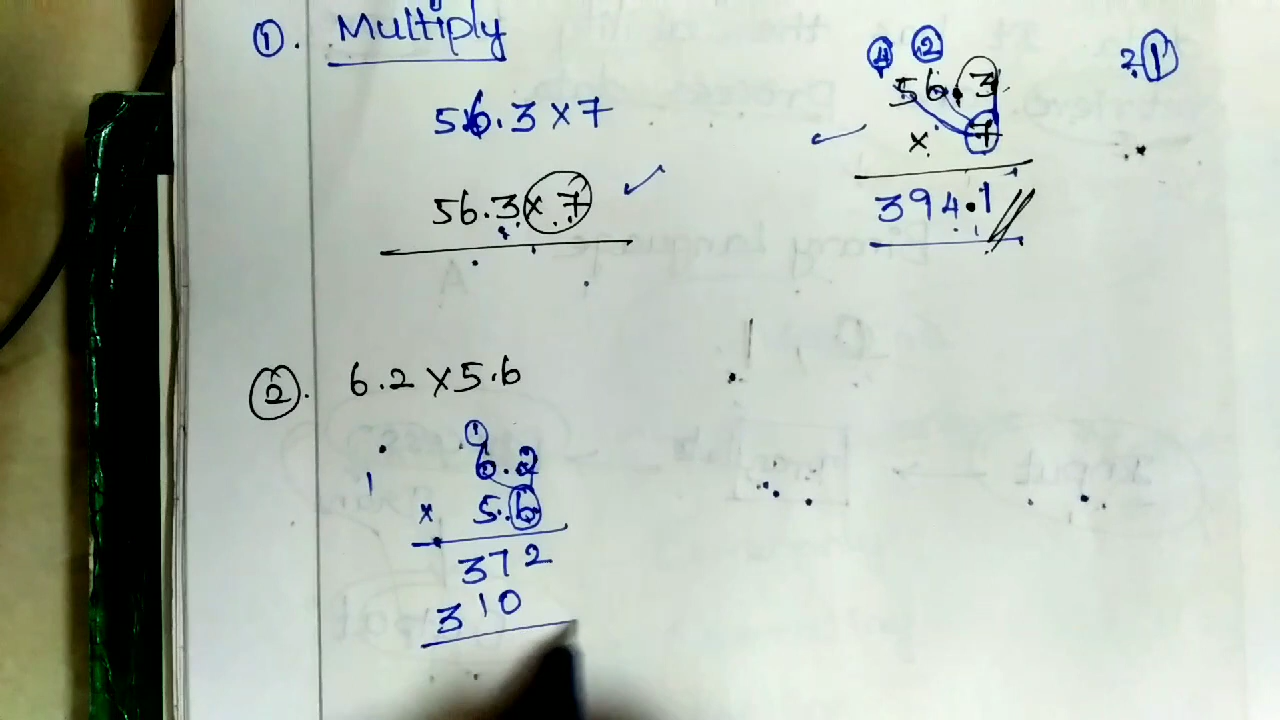 ①. Multiply
56.3 x 7
56.3 x 7 ✓
④ ②
56.3
✓ x 7
394.1 //
2 1
②. 6.2 x 5.6
①
1 6.2
x 5.6
372
310